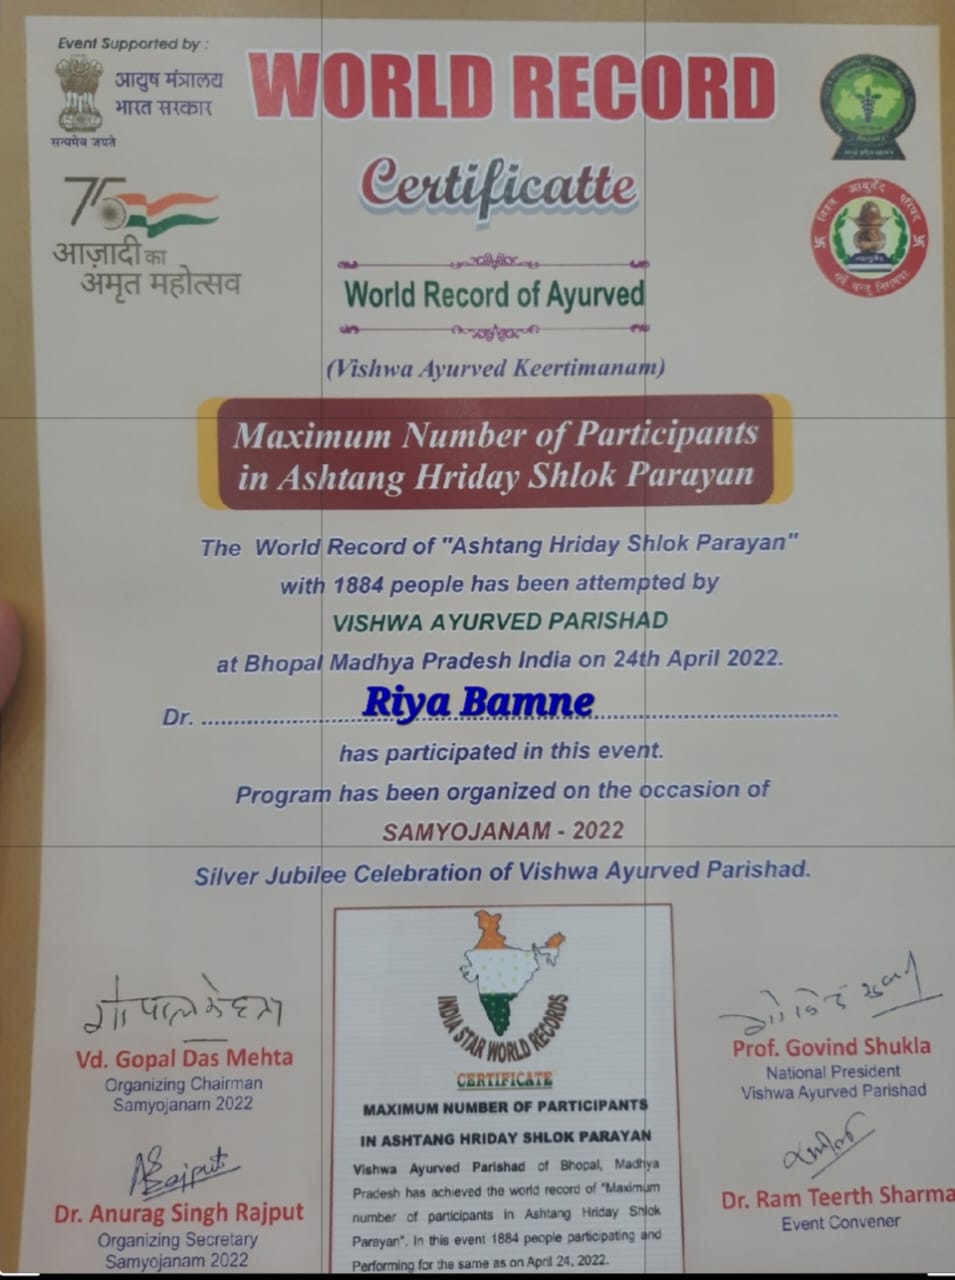 Event Supported by :
आयुष मंत्रालय
भारत सरकार
सत्यमेव जयते
WORLD RECORD
Certificatte
75
आज़ादी का
अमृत महोत्सव
विश्व आयुर्वेद परिषद
World Record of Ayurved
(Vishwa Ayurved Keertimanam)
Maximum Number of Participants
in Ashtang Hriday Shlok Parayan
The World Record of "Ashtang Hriday Shlok Parayan"
with 1884 people has been attempted by
VISHWA AYURVED PARISHAD
at Bhopal Madhya Pradesh India on 24th April 2022.
Dr. Riya Bamne
has participated in this event.
Program has been organized on the occasion of
SAMYOJANAM - 2022
Silver Jubilee Celebration of Vishwa Ayurved Parishad.
Vd. Gopal Das Mehta
Organizing Chairman
Samyojanam 2022
Dr. Anurag Singh Rajput
Organizing Secretary
Samyojanam 2022
INDIA STAR WORLD RECORDS
CERTIFICATE
MAXIMUM NUMBER OF PARTICIPANTS
IN ASHTANG HRIDAY SHLOK PARAYAN
Vishwa Ayurved Parishad of Bhopal, Madhya
Pradesh has achieved the world record of "Maximum
number of participants in Ashtang Hriday Shlok
Parayan". In this event 1884 people participating and
Performing for the same as on April 24, 2022.
Prof. Govind Shukla
National President
Vishwa Ayurved Parishad
Dr. Ram Teerth Sharma
Event Convener